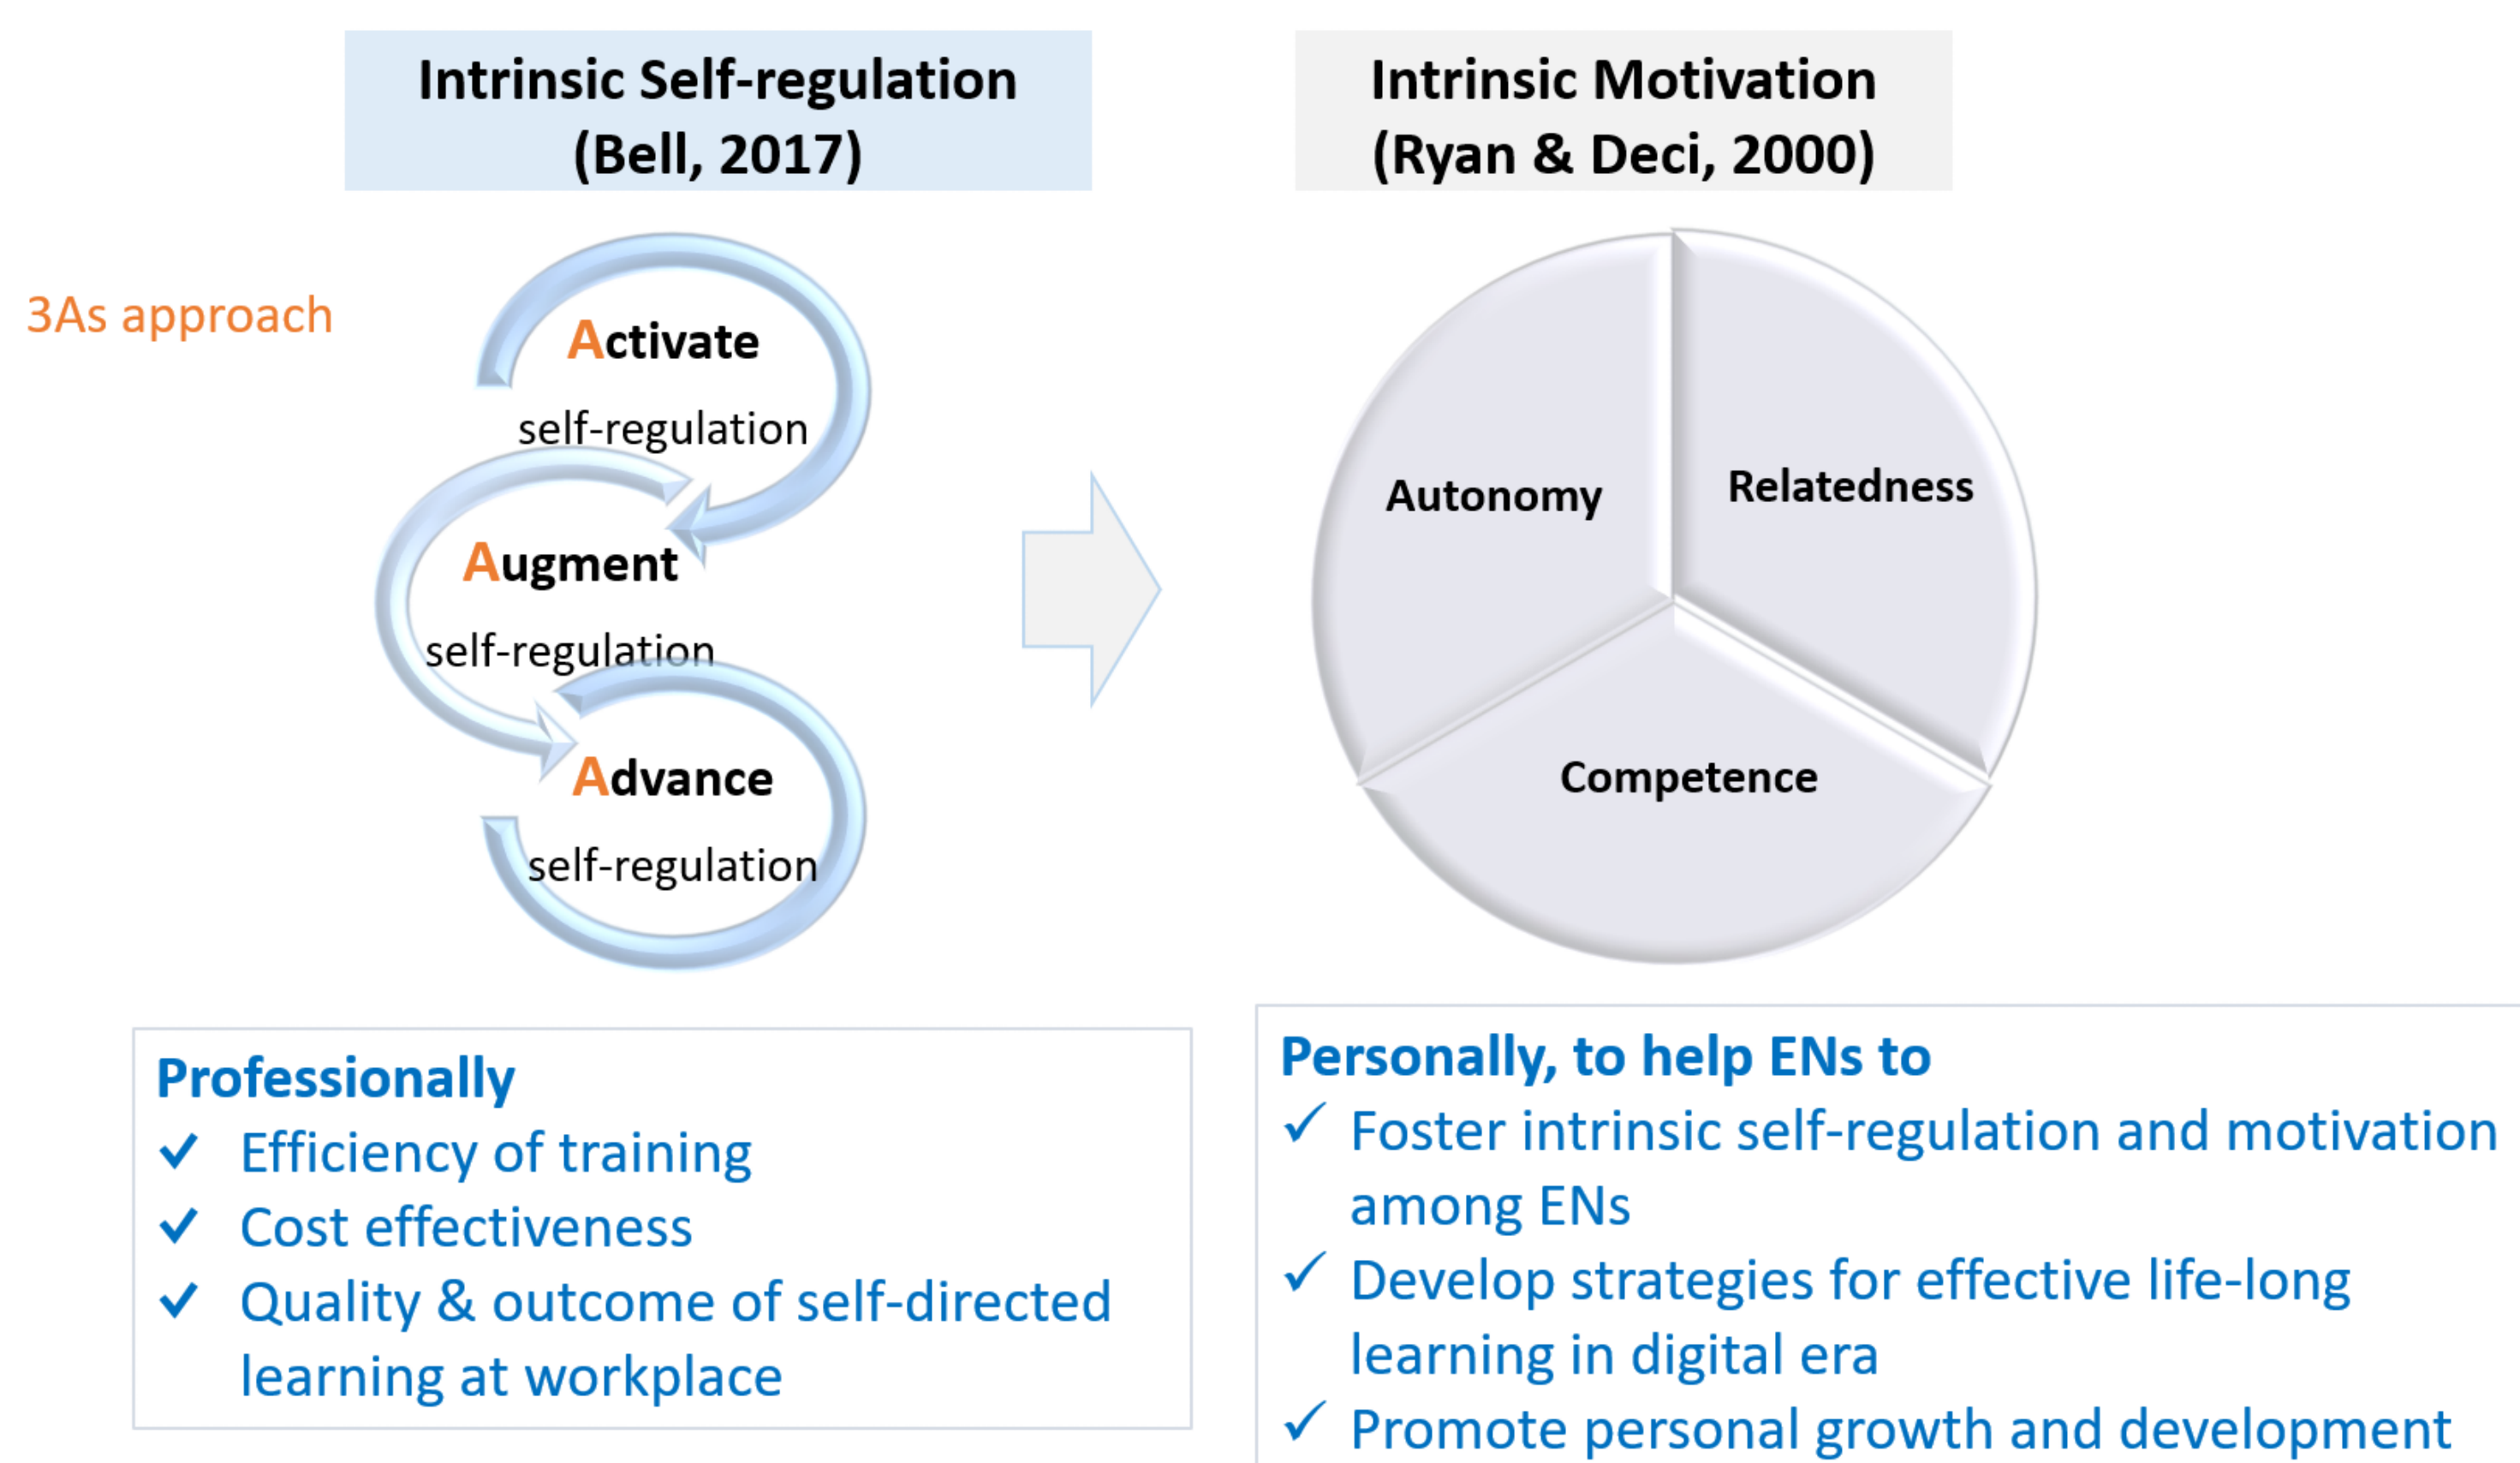 Intrinsic Self-regulation
(Bell, 2017)
3As approach
Activate
self-regulation
Augment
self-regulation
Advance
self-regulation
Intrinsic Motivation
(Ryan & Deci, 2000)
Autonomy
Relatedness
Competence
Professionally
✓ Efficiency of training
✓ Cost effectiveness
✓ Quality & outcome of self-directed
learning at workplace
Personally, to help ENs to
✓ Foster intrinsic self-regulation and motivation
among ENs
✓ Develop strategies for effective life-long
learning in digital era
✓ Promote personal growth and development